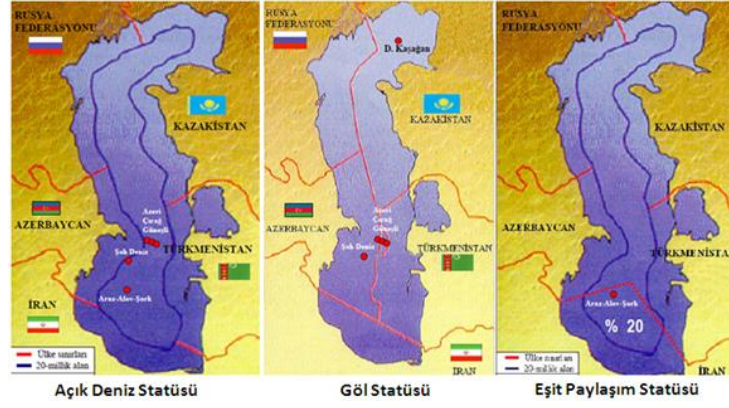 RUSYA
FEDERASYONU
KAZAKİSTAN
AZERBAYCAN
Azeri
Çırağ
Güneşli
TÜRKMENİSTAN
Şah Deniz
Araz-Alov-Şark
İRAN
Ülke sınırları
20-millik alan
Açık Deniz Statüsü
RUSYA
FEDERASYONU
D. Kaşağan
KAZAKİSTAN
AZERBAYCAN
Azeri
Çırağ
Güneşli
TÜRKMENİSTAN
Şah Deniz
İRAN
Göl Statüsü
RUSYA
FEDERASYONU
KAZAKİSTAN
AZERBAYCAN
TÜRKMENİSTAN
Araz-Alov-Şark
% 20
İRAN
Ülke sınırları
20-millik alan
Eşit Paylaşım Statüsü